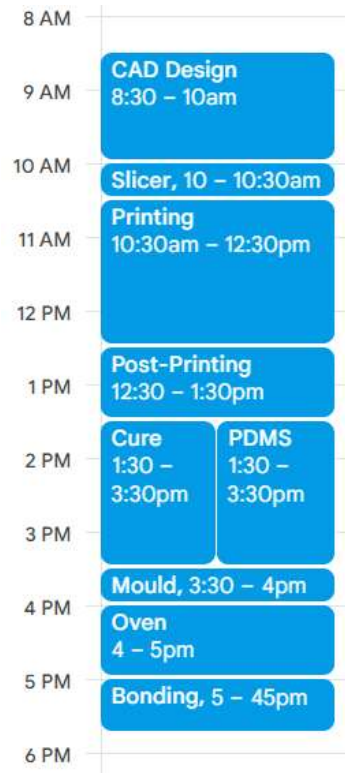 8 AM
CAD Design
8:30 – 10am
9 AM
10 AM
Slicer, 10 – 10:30am
Printing
10:30am – 12:30pm
11 AM
12 PM
Post-Printing
12:30 – 1:30pm
1 PM
Cure
1:30 –
3:30pm
PDMS
1:30 –
3:30pm
2 PM
3 PM
Mould, 3:30 – 4pm
4 PM
Oven
4 – 5pm
5 PM
Bonding, 5 – 45pm
6 PM